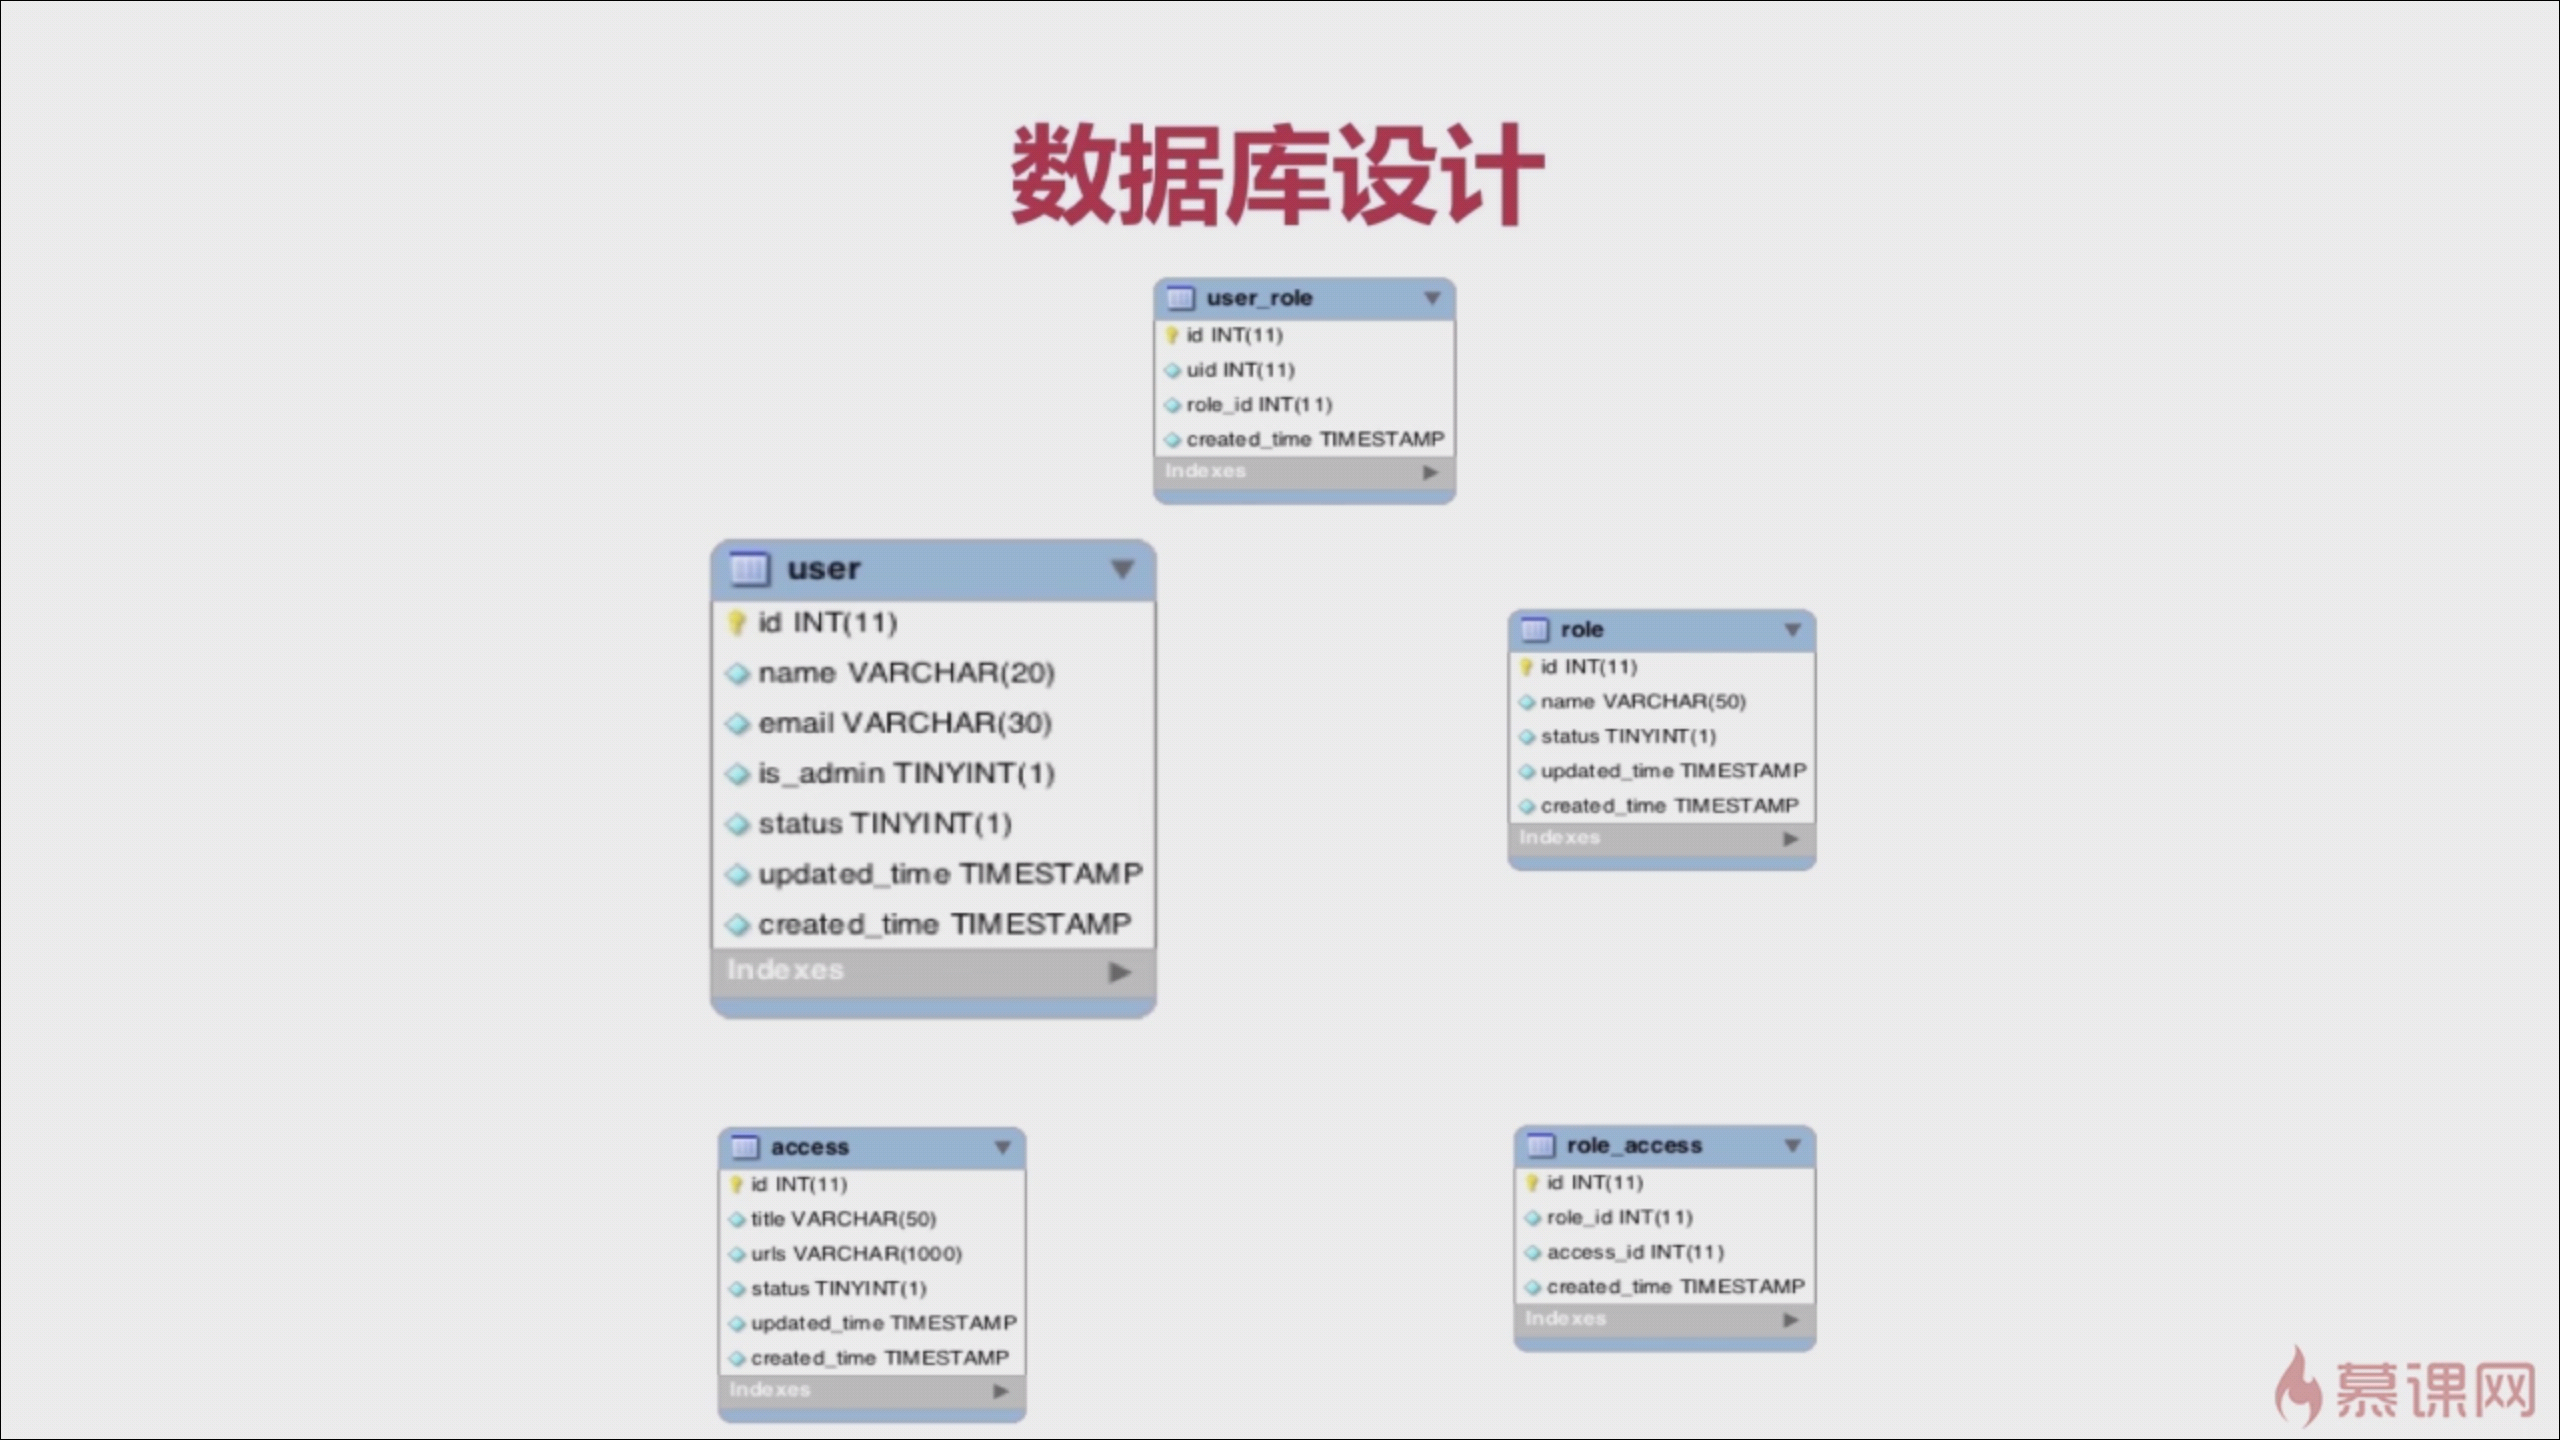 数据库设计
user_role
id INT(11)
uid INT(11)
role_id INT(11)
created_time TIMESTAMP
Indexes
user
id INT(11)
name VARCHAR(20)
email VARCHAR(30)
is_admin TINYINT(1)
status TINYINT(1)
updated_time TIMESTAMP
created_time TIMESTAMP
Indexes
role
id INT(11)
name VARCHAR(50)
status TINYINT(1)
updated_time TIMESTAMP
created_time TIMESTAMP
Indexes
access
id INT(11)
title VARCHAR(50)
urls VARCHAR(1000)
status TINYINT(1)
updated_time TIMESTAMP
created_time TIMESTAMP
Indexes
role_access
id INT(11)
role_id INT(11)
access_id INT(11)
created_time TIMESTAMP
Indexes
慕课网